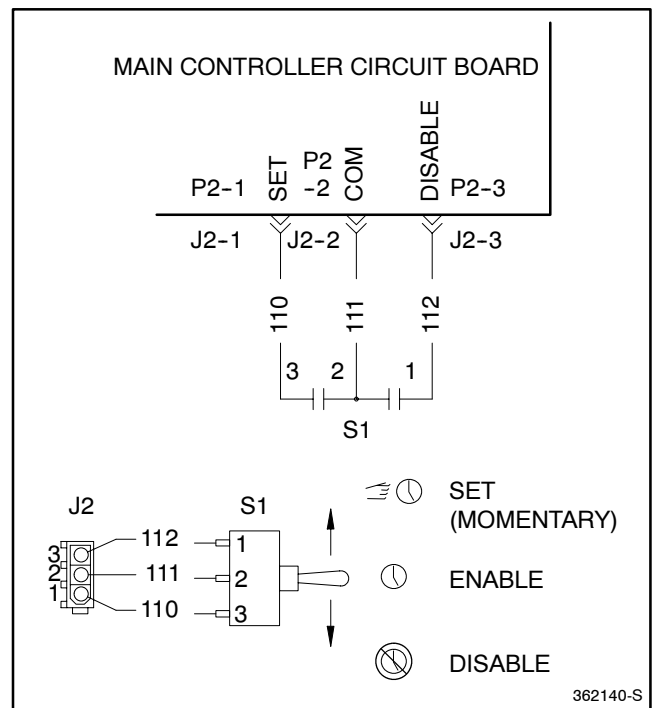 MAIN CONTROLLER CIRCUIT BOARD
P2-1
SET
P2
-2
COM
DISABLE
P2-3
J2-1
J2-2
J2-3
110
111
112
3
2
1
S1
J2
S1
SET
(MOMENTARY)
3
112
1
2
111
2
ENABLE
1
110
3
DISABLE
362140-S